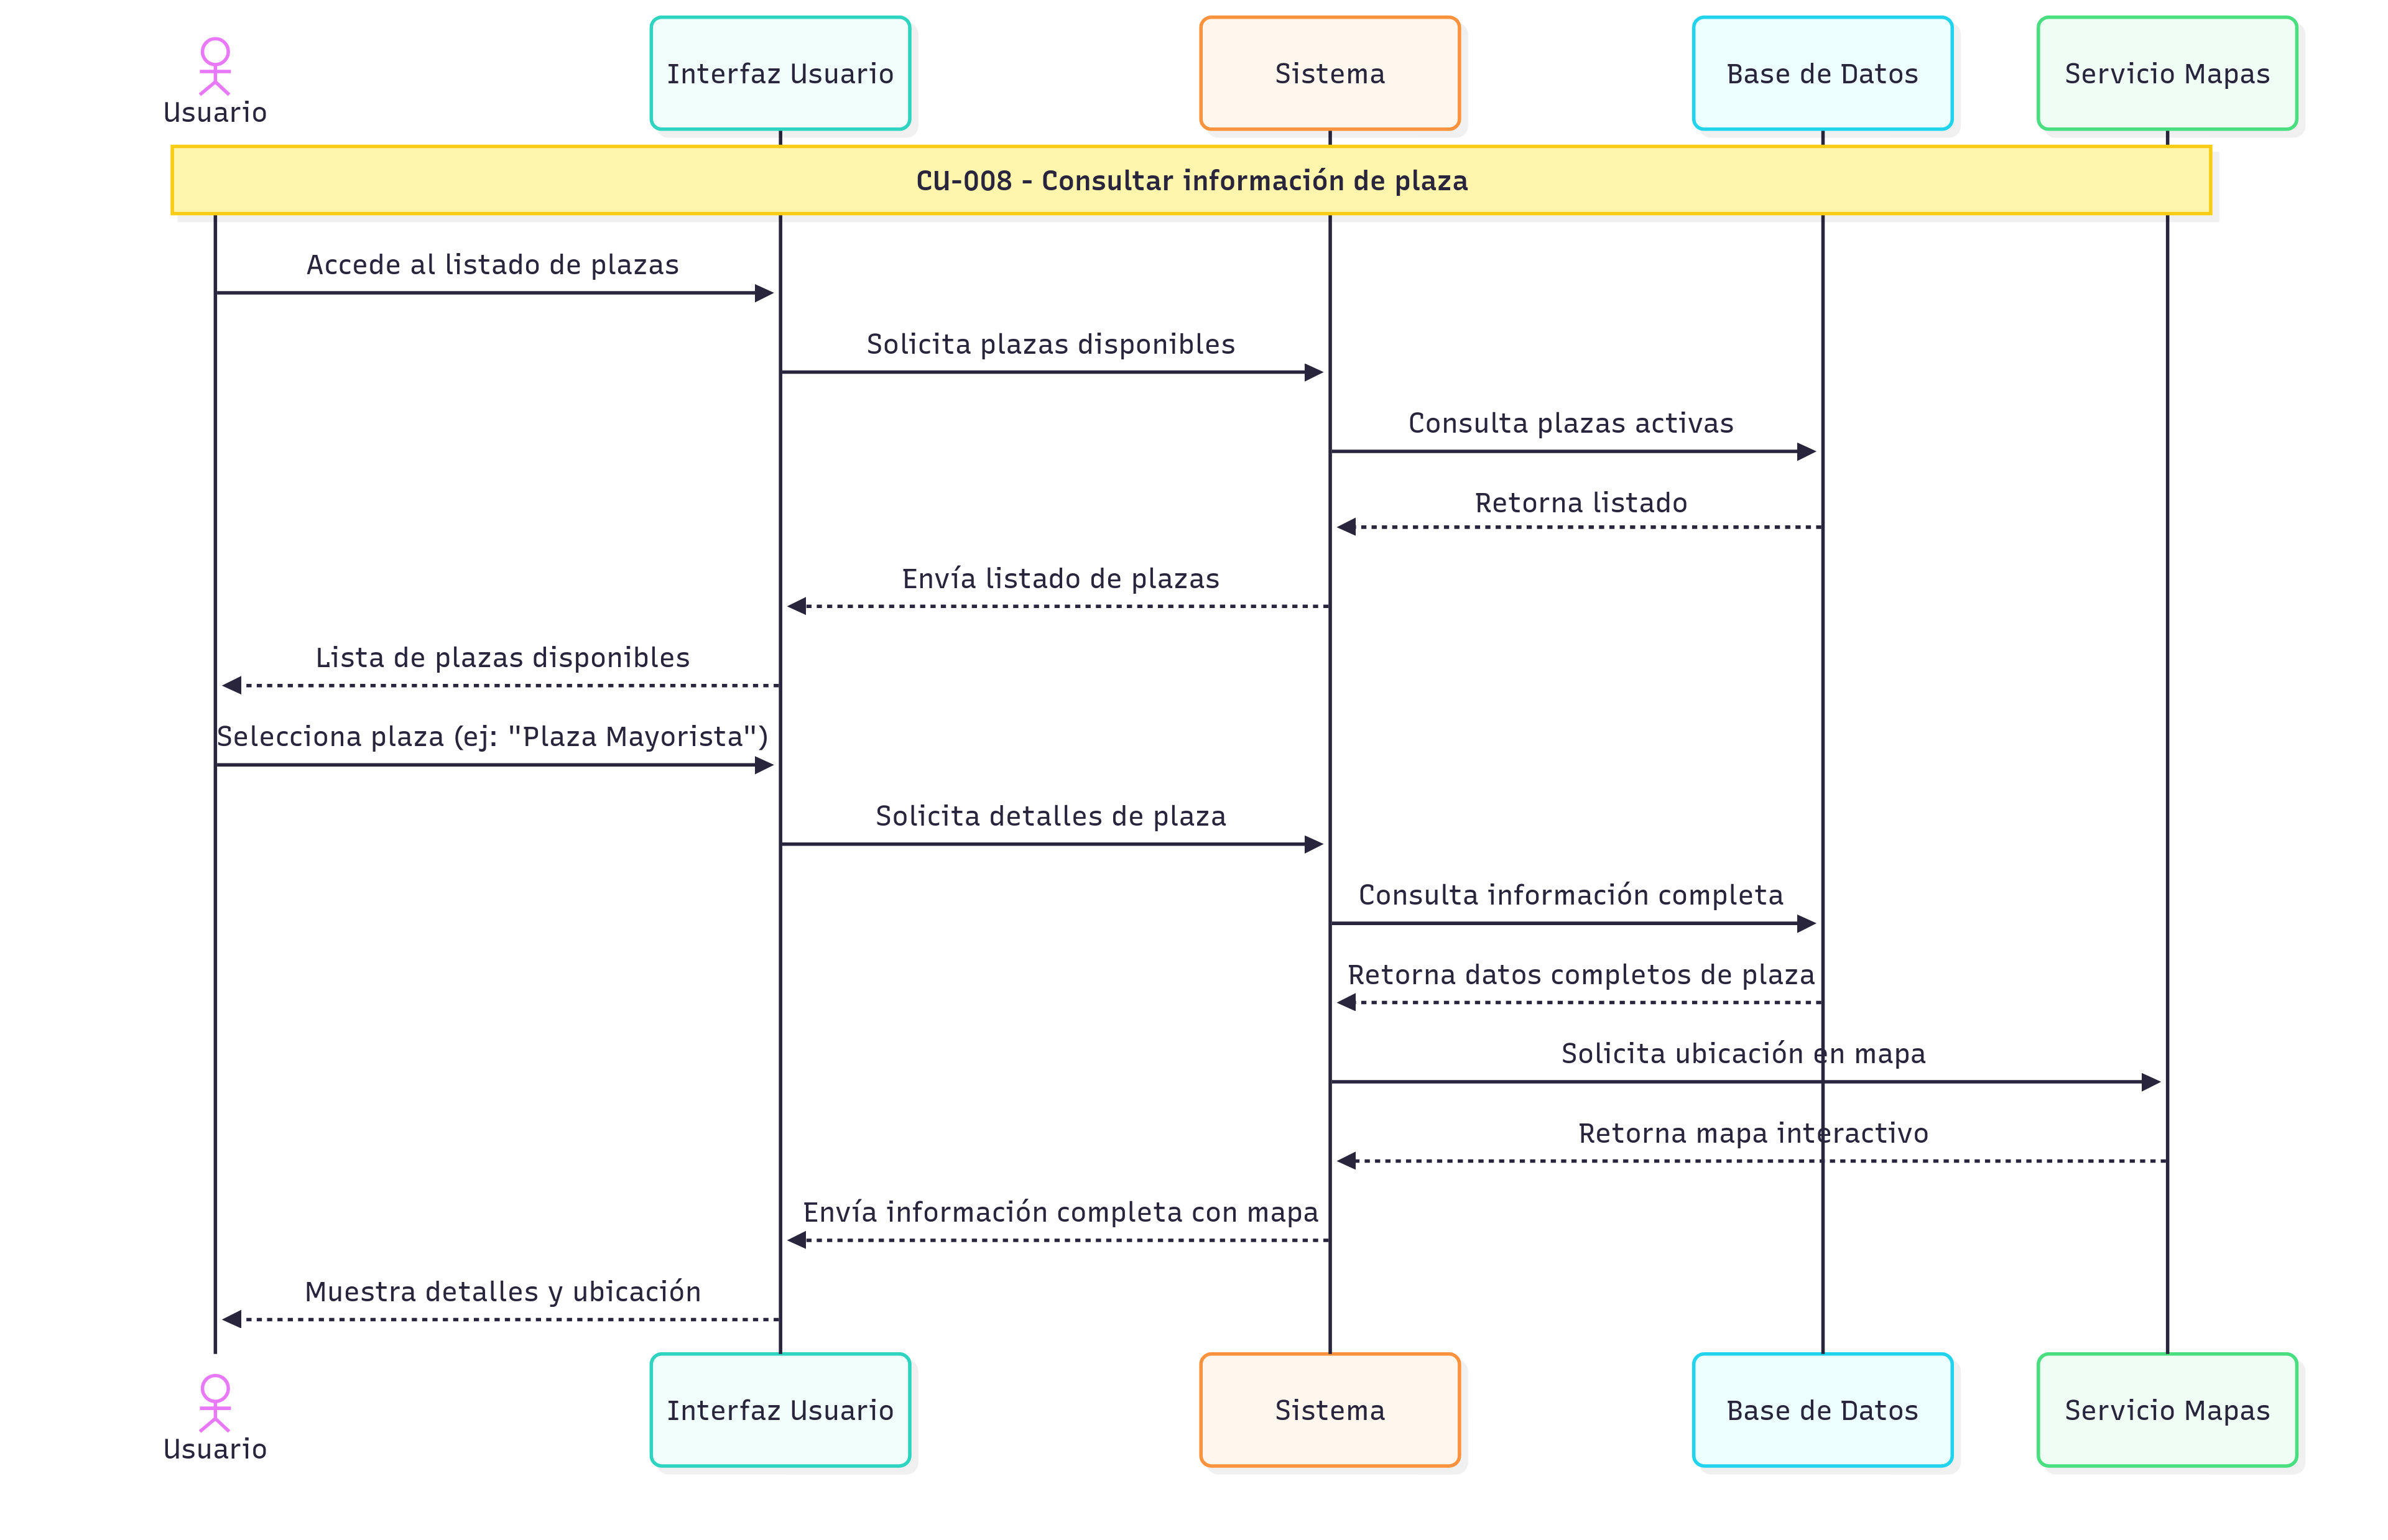 Usuario
Interfaz Usuario
Sistema
Base de Datos
Servicio Mapas
CU-008 - Consultar información de plaza
Accede al listado de plazas
Solicita plazas disponibles
Consulta plazas activas
Retorna listado
Envía listado de plazas
Lista de plazas disponibles
Selecciona plaza (ej: "Plaza Mayorista")
Solicita detalles de plaza
Consulta información completa
Retorna datos completos de plaza
Solicita ubicación en mapa
Retorna mapa interactivo
Envía información completa con mapa
Muestra detalles y ubicación
Usuario
Interfaz Usuario
Sistema
Base de Datos
Servicio Mapas